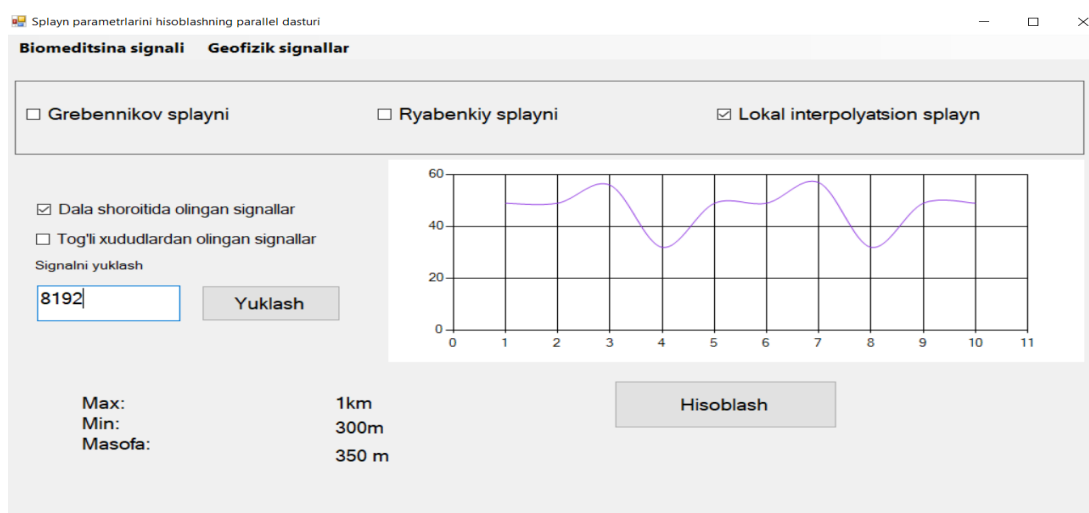 Splayn parametrlarini hisoblashning parallel dasturi
Biomeditsina signali Geofizik signallar
Grebennikov splayni Ryabenkiy splayni Lokal interpolyatsion splayn
Dala shoroitida olingan signallar
Tog'li xududlardan olingan signallar
Signalni yuklash
8192 Yuklash
60
40
20
0
0 1 2 3 4 5 6 7 8 9 10 11
Max: 1km
Min: 300m
Masofa: 350 m
Hisoblash